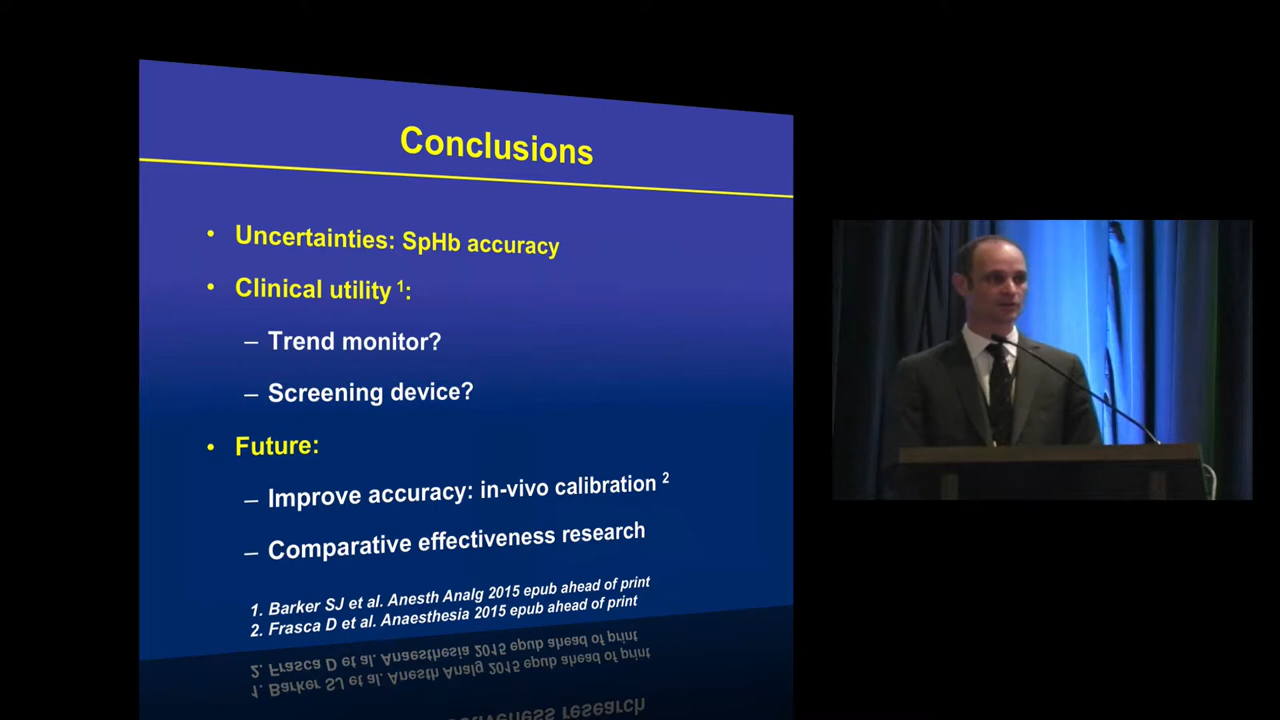 Conclusions
• Uncertainties: SpHb accuracy
• Clinical utility 1:
– Trend monitor?
– Screening device?
• Future:
– Improve accuracy: in-vivo calibration 2
– Comparative effectiveness research
1. Barker SJ et al. Anesth Analg 2015 epub ahead of print
2. Frasca D et al. Anaesthesia 2015 epub ahead of print